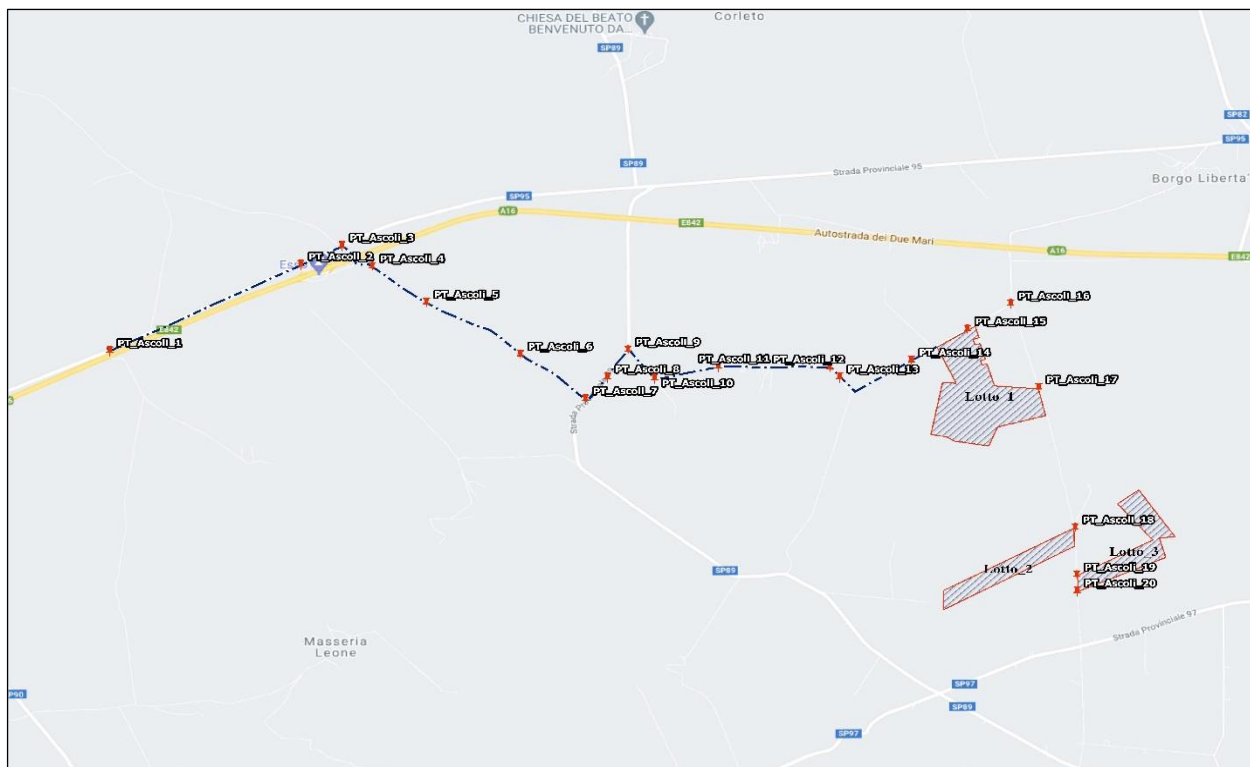 CHIESA DEL BEATO
BENVENUTO DA...
Corleto
SP89
SP82
SP95
SP89
Strada Provinciale 95
Borgo Liberta'
SP95
A16
E842
Autostrada dei Due Mari
A16
E842
PT_Ascoli_3
PT_Ascoli_2
PT_Ascoli_4
PT_Ascoli_5
PT_Ascoli_16
E842
PT_Ascoli_15
PT_Ascoli_1
PT_Ascoli_6
PT_Ascoli_9
PT_Ascoli_11
PT_Ascoli_12
PT_Ascoli_14
PT_Ascoli_8
PT_Ascoli_13
PT_Ascoli_10
PT_Ascoli_17
PT_Ascoli_7
Lotto_1
PT_Ascoli_18
Lotto_3
Lotto_2
PT_Ascoli_19
PT_Ascoli_20
SP89
Strada Provinciale 97
Masseria
Leone
SP97
SP90
SP89
SP97